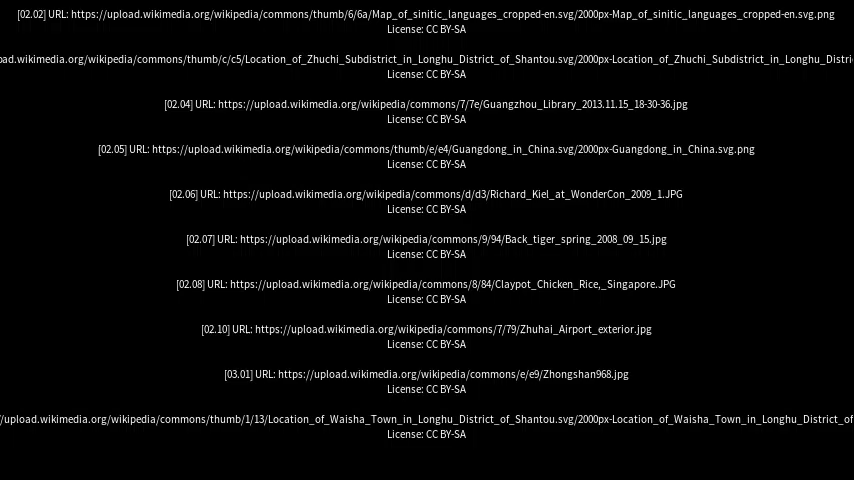 [02.02] URL: https://upload.wikimedia.org/wikipedia/commons/thumb/6/6a/Map_of_sinitic_languages_cropped-en.svg/2000px-Map_of_sinitic_languages_cropped-en.svg.png
License: CC BY-SA
oad.wikimedia.org/wikipedia/commons/thumb/c/c5/Location_of_Zhuchi_Subdistrict_in_Longhu_District_of_Shantou.svg/2000px-Location_of_Zhuchi_Subdistrict_in_Longhu_Distri
License: CC BY-SA
[02.04] URL: https://upload.wikimedia.org/wikipedia/commons/7/7e/Guangzhou_Library_2013.11.15_18-30-36.jpg
License: CC BY-SA
[02.05] URL: https://upload.wikimedia.org/wikipedia/commons/thumb/e/e4/Guangdong_in_China.svg/2000px-Guangdong_in_China.svg.png
License: CC BY-SA
[02.06] URL: https://upload.wikimedia.org/wikipedia/commons/d/d3/Richard_Kiel_at_WonderCon_2009_1.JPG
License: CC BY-SA
[02.07] URL: https://upload.wikimedia.org/wikipedia/commons/9/94/Back_tiger_spring_2008_09_15.jpg
License: CC BY-SA
[02.08] URL: https://upload.wikimedia.org/wikipedia/commons/8/84/Claypot_Chicken_Rice,_Singapore.JPG
License: CC BY-SA
[02.10] URL: https://upload.wikimedia.org/wikipedia/commons/7/79/Zhuhai_Airport_exterior.jpg
License: CC BY-SA
[03.01] URL: https://upload.wikimedia.org/wikipedia/commons/e/e9/Zhongshan968.jpg
License: CC BY-SA
/upload.wikimedia.org/wikipedia/commons/thumb/1/13/Location_of_Waisha_Town_in_Longhu_District_of_Shantou.svg/2000px-Location_of_Waisha_Town_in_Longhu_District_of
License: CC BY-SA